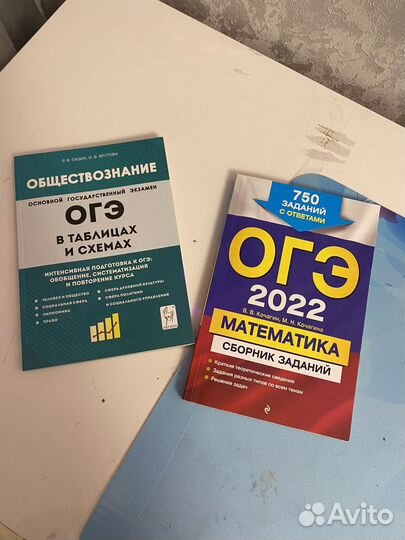 Р. В. ПАЗИН, И. В. КРУТОВА
ОБЩЕСТВОЗНАНИЕ
ОСНОВНОЙ ГОСУДАРСТВЕННЫЙ ЭКЗАМЕН
ОГЭ
В ТАБЛИЦАХ
И СХЕМАХ
ИНТЕНСИВНАЯ ПОДГОТОВКА К ОГЭ:
ОБОБЩЕНИЕ, СИСТЕМАТИЗАЦИЯ
И ПОВТОРЕНИЕ КУРСА
ЧЕЛОВЕК И ОБЩЕСТВО
СОЦИАЛЬНАЯ СФЕРА
ЭКОНОМИКА
ПРАВО
СФЕРА ДУХОВНОЙ КУЛЬТУРЫ
СФЕРА ПОЛИТИКИ
И СОЦИАЛЬНОГО УПРАВЛЕНИЯ
ЛЕГИОН
750
ЗАДАНИЙ
С ОТВЕТАМИ
ОГЭ
2022
В. В. Кочагин, М. Н. Кочагина
МАТЕМАТИКА
СБОРНИК ЗАДАНИЙ
Краткие теоретические сведения
Задания разных типов по всем темам
Решение задач
Avito